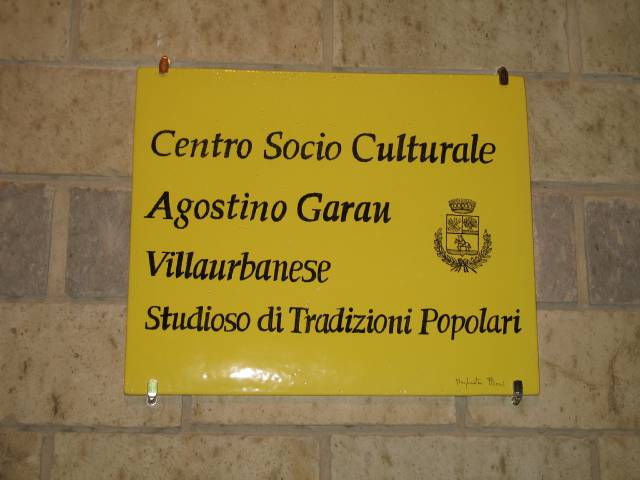 Centro Socio Culturale
Agostino Garau
Villaurbanese
Studioso di Tradizioni Popolari